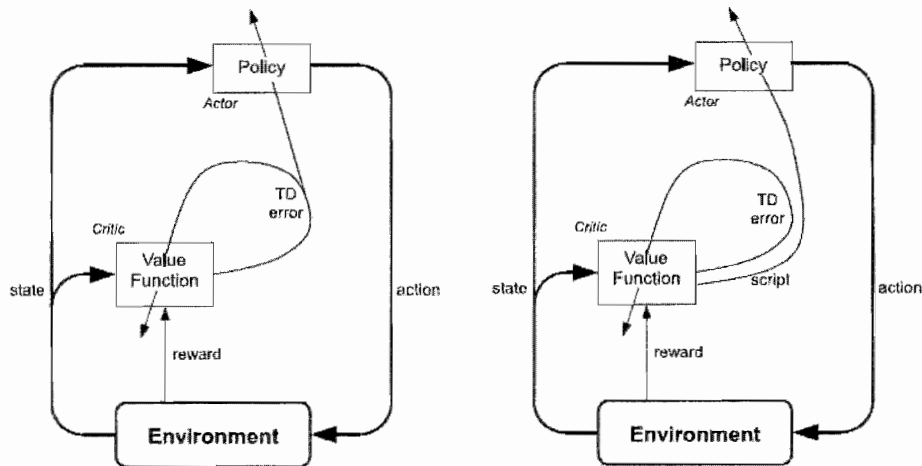 Policy
Actor
TD
error
Critic
Value
Function
state
action
reward
Environment
Policy
Actor
TD
error
Critic
Value
Function
script
state
action
reward
Environment